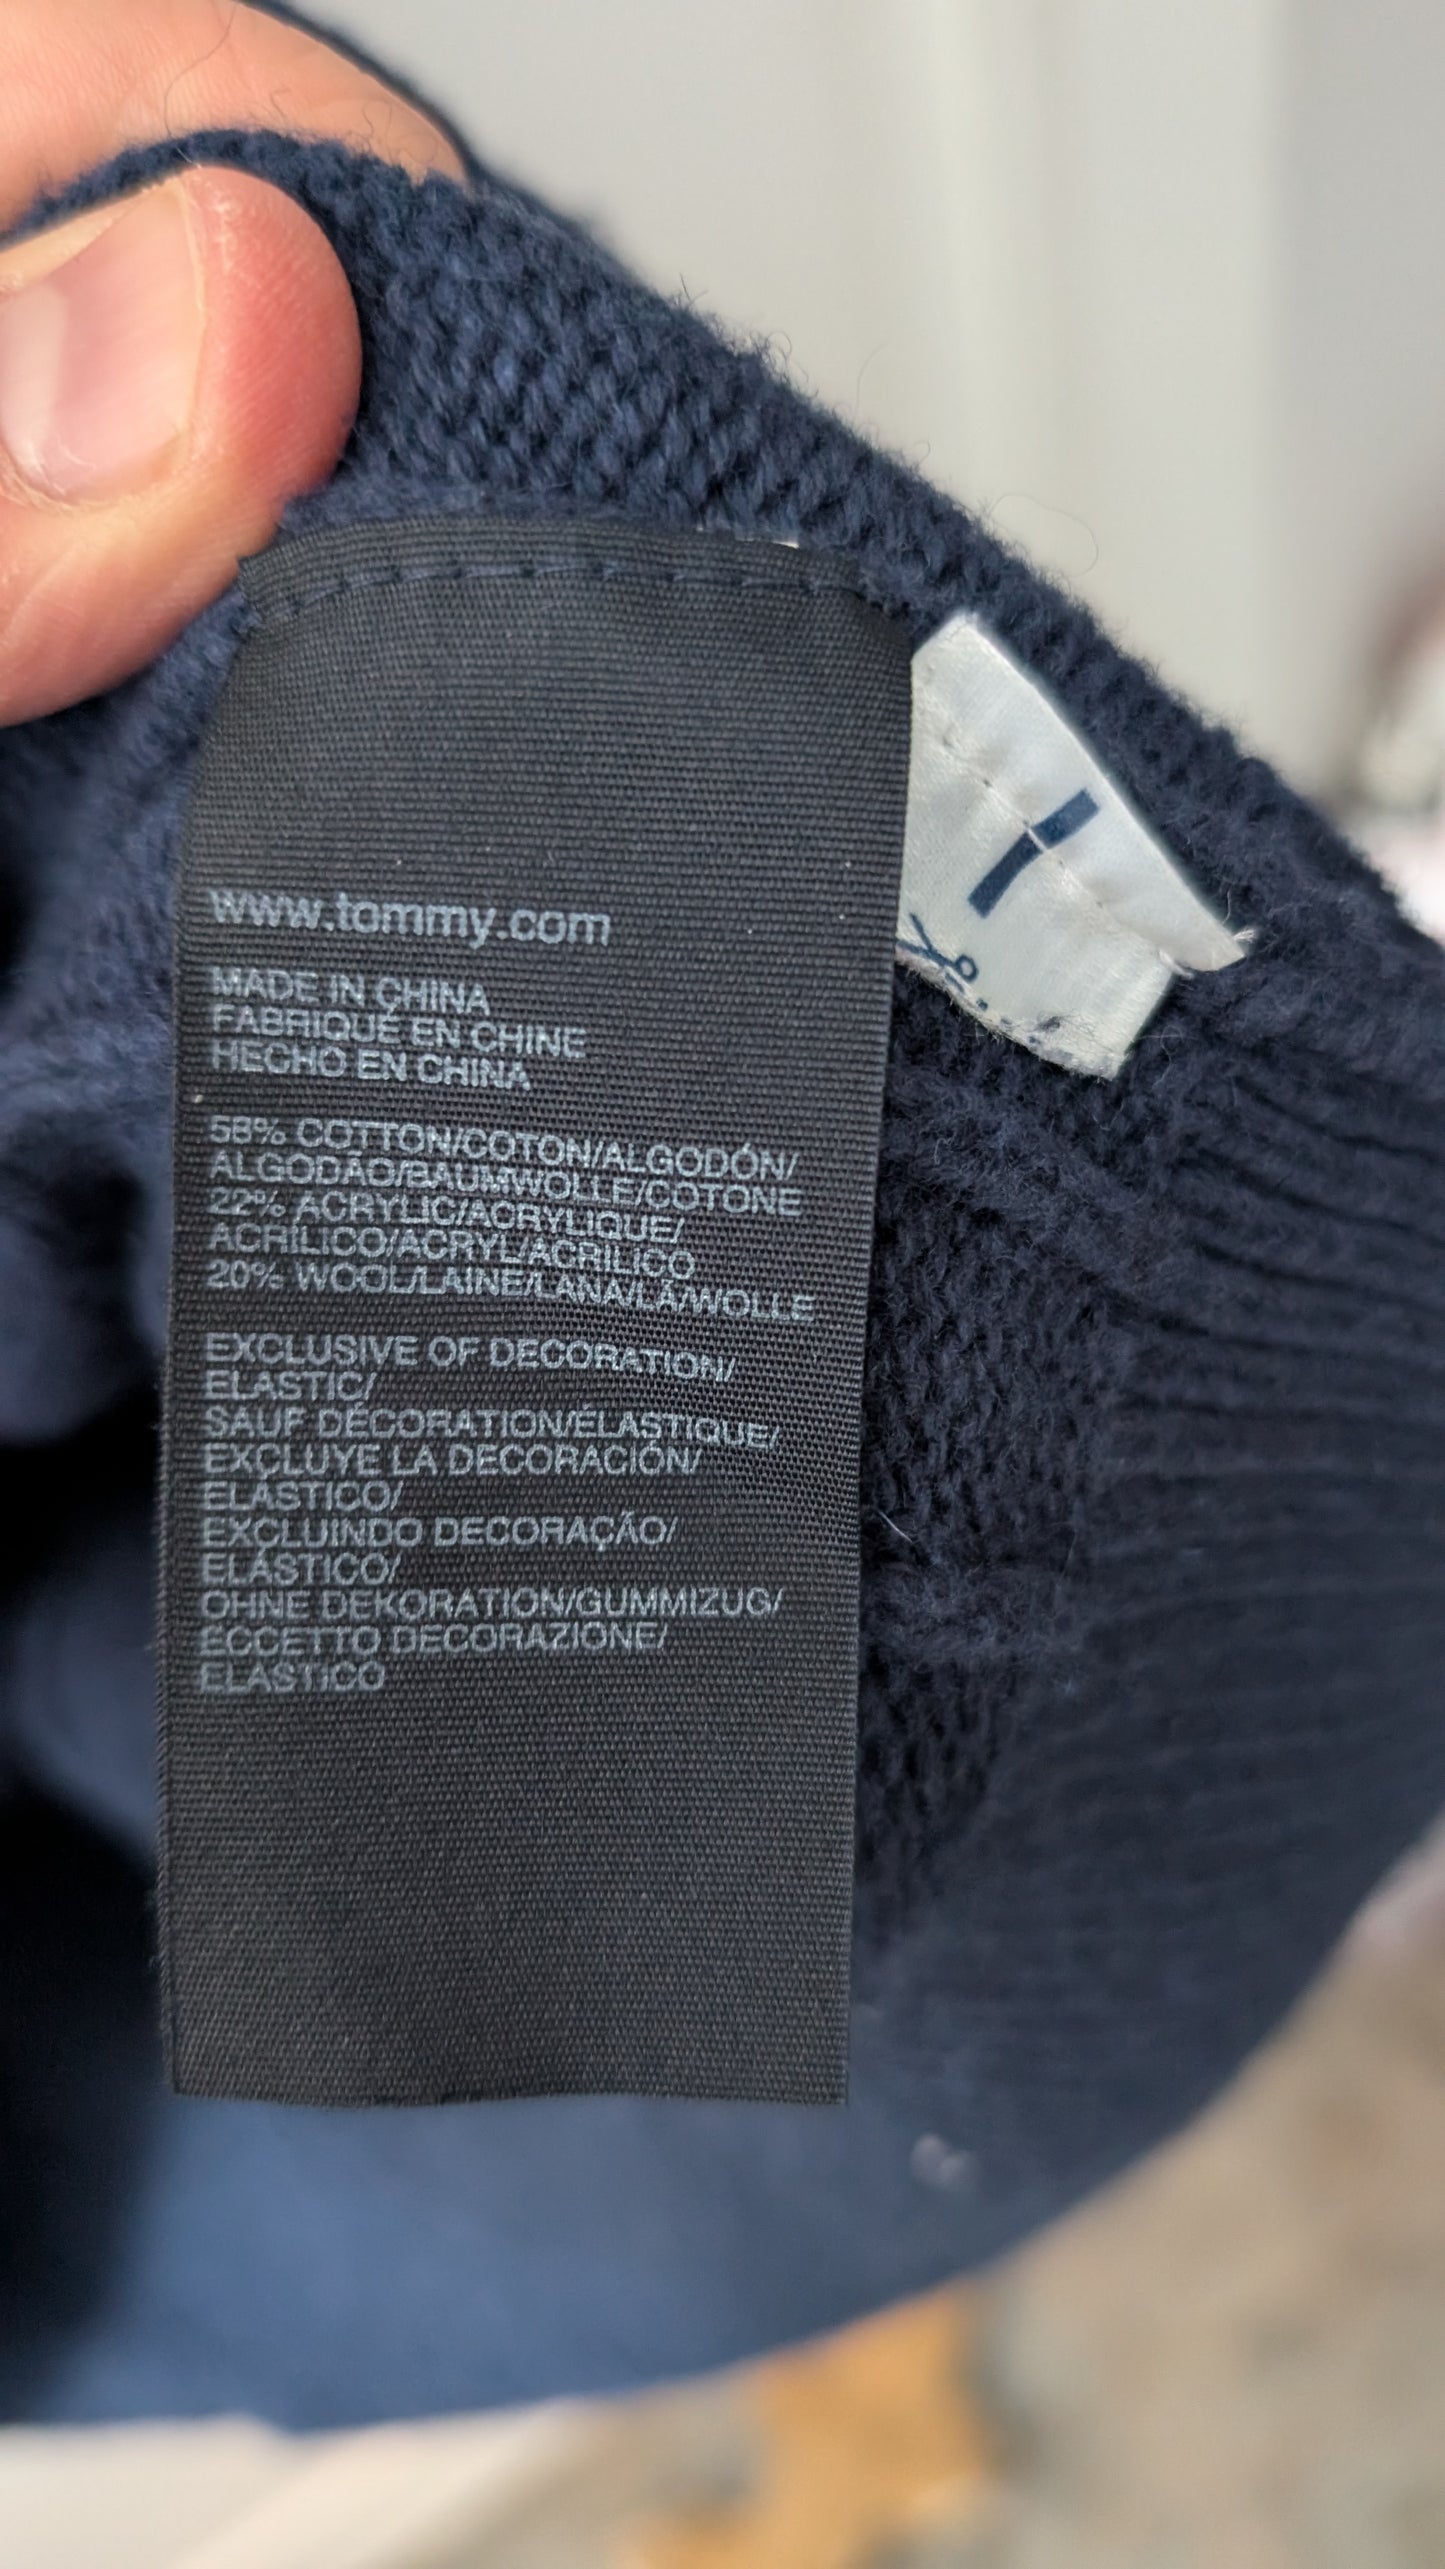 www.tommy.com
MADE IN CHINA
FABRIQUÉ EN CHINE
HECHO EN CHINA
58% COTTON/COTON/ALGODÓN/
ALGODÃO/BAUMWOLLE/COTONE
22% ACRYLIC/ACRYLIQUE/
ACRÍLICO/ACRYL/ACRILICO
20% WOOL/LAINE/LANA/LÃ/WOLLE
EXCLUSIVE OF DECORATION/
ELASTIC/
SAUF DÉCORATION/ÉLASTIQUE/
EXCLUYE LA DECORACIÓN/
ELÁSTICO/
EXCLUINDO DECORAÇÃO/
ELÁSTICO/
OHNE DEKORATION/GUMMIZUG/
ECCETTO DECORAZIONE/
ELASTICO